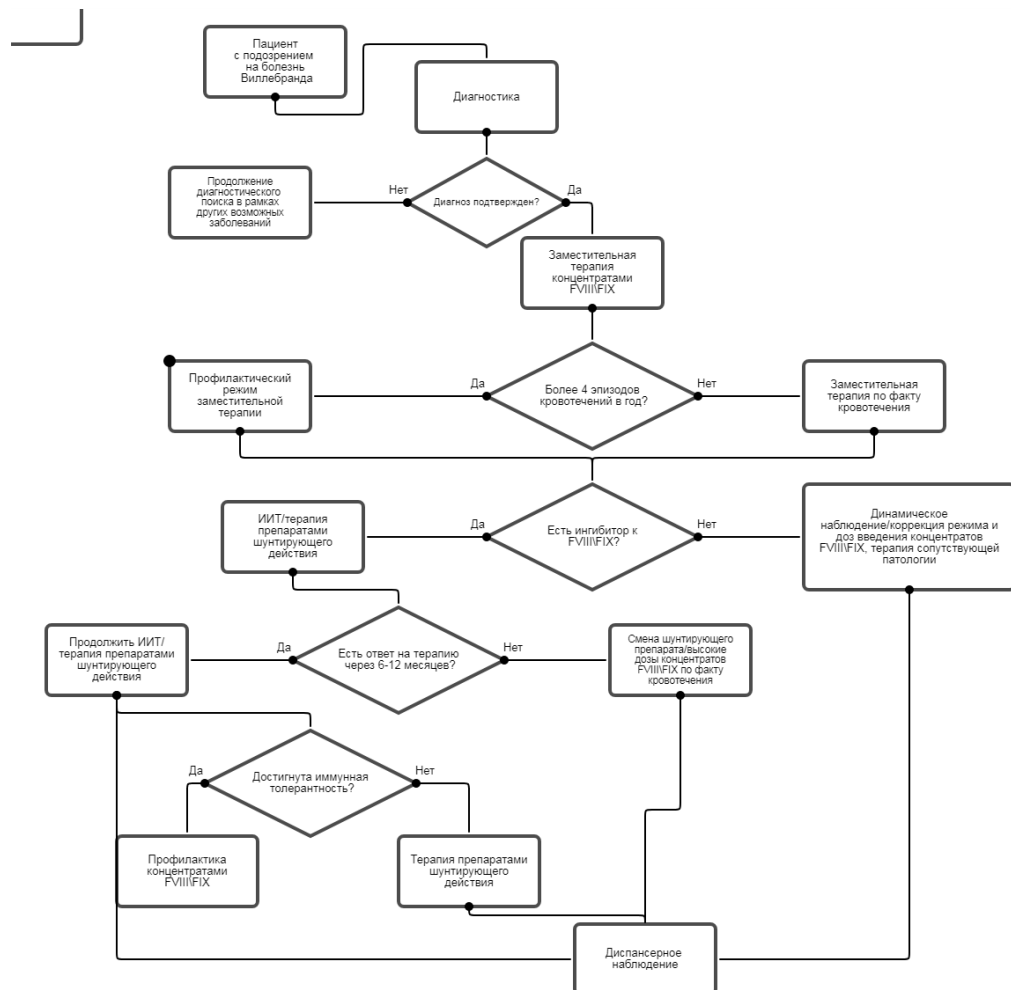 Пациент
с подозрением
на болезнь
Виллебранда
Диагностика
Продолжение
диагностического
поиска в рамках
других возможных
заболеваний
Нет
Диагноз подтвержден?
Да
Заместительная
терапия
концентратами
FVIII\FIX
Профилактический
режим
заместительной
терапии
Да
Более 4 эпизодов
кровотечений в год?
Нет
Заместительная
терапия по факту
кровотечения
ИИТ/терапия
препаратами
шунтирующего
действия
Да
Есть ингибитор к
FVIII\FIX?
Нет
Динамическое
наблюдение/коррекция режима и
доз введения концентратов
FVIII\FIX, терапия сопутствующей
патологии
Продолжить ИИТ/
терапия препаратами
шунтирующего
действия
Да
Есть ответ на терапию
через 6-12 месяцев?
Нет
Смена шунтирующего
препарата/высокие
дозы концентратов
FVIII\FIX по факту
кровотечения
Да
Достигнута иммунная
толерантность?
Нет
Профилактика
концентратами
FVIII\FIX
Терапия препаратами
шунтирующего
действия
Диспансерное
наблюдение